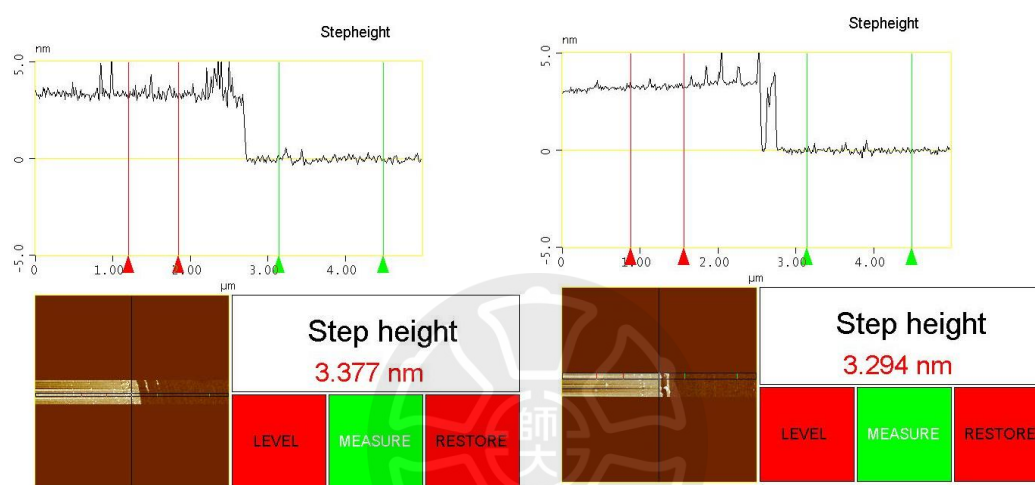 Stepheight
nm
5.0
0
-5.0
0 1.00 2.00 3.00 4.00
µm
Step height
3.377 nm
LEVEL MEASURE RESTORE
Stepheight
nm
5.0
0
-5.0
0 1.00 2.00 3.00 4.00
µm
Step height
3.294 nm
LEVEL MEASURE RESTORE
師大